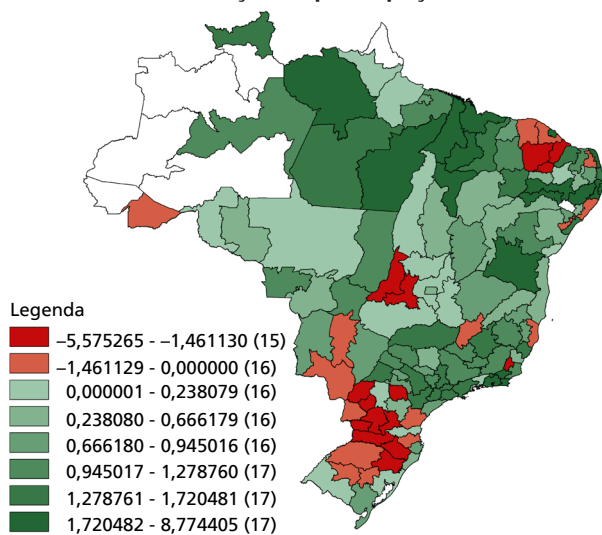 Legenda
−5,575265 - −1,461130 (15)
−1,461129 - 0,000000 (16)
0,000001 - 0,238079 (16)
0,238080 - 0,666179 (16)
0,666180 - 0,945016 (16)
0,945017 - 1,278760 (17)
1,278761 - 1,720481 (17)
1,720482 - 8,774405 (17)